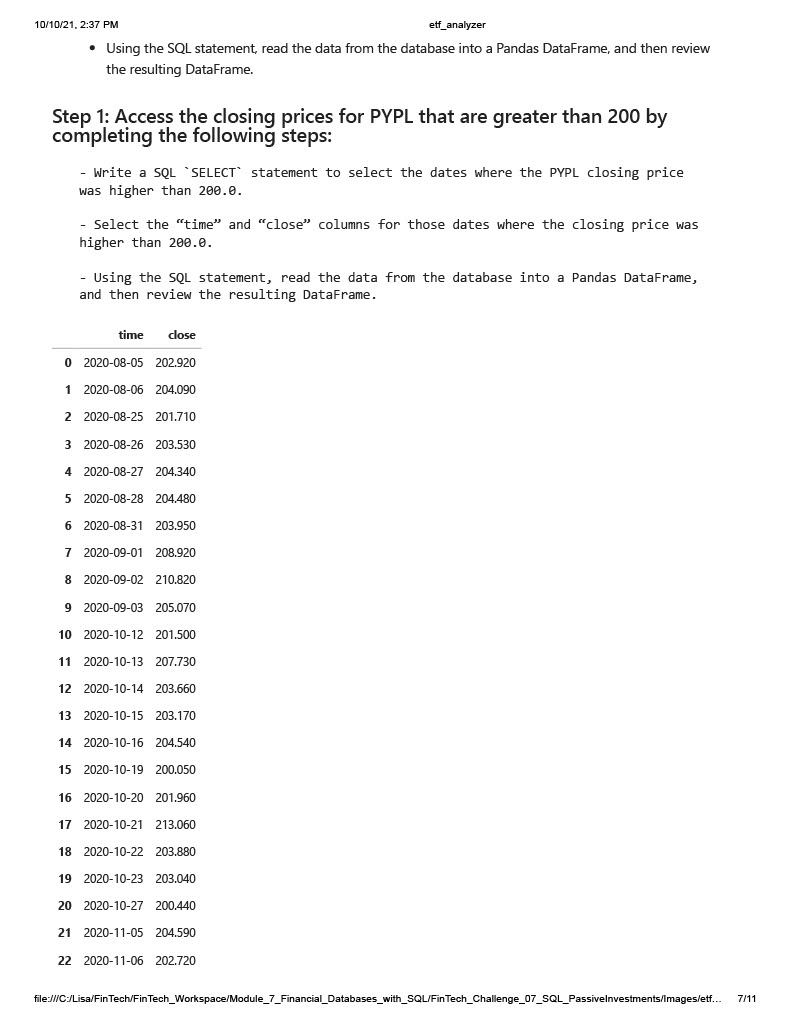 10/10/21, 2:37 PM etf_analyzer
• Using the SQL statement, read the data from the database into a Pandas DataFrame, and then review
the resulting DataFrame.
Step 1: Access the closing prices for PYPL that are greater than 200 by
completing the following steps:
- Write a SQL `SELECT` statement to select the dates where the PYPL closing price
was higher than 200.0.
- Select the “time” and “close” columns for those dates where the closing price was
higher than 200.0.
- Using the SQL statement, read the data from the database into a Pandas DataFrame,
and then review the resulting DataFrame.
time close
0 2020-08-05 202.920
1 2020-08-06 204.090
2 2020-08-25 201.710
3 2020-08-26 203.530
4 2020-08-27 204.340
5 2020-08-28 204.480
6 2020-08-31 203.950
7 2020-09-01 208.920
8 2020-09-02 210.820
9 2020-09-03 205.070
10 2020-10-12 201.500
11 2020-10-13 207.730
12 2020-10-14 203.660
13 2020-10-15 203.170
14 2020-10-16 204.540
15 2020-10-19 200.050
16 2020-10-20 201.960
17 2020-10-21 213.060
18 2020-10-22 203.880
19 2020-10-23 203.040
20 2020-10-27 200.440
21 2020-11-05 204.590
22 2020-11-06 202.720
file:///C:/Lisa/FinTech/FinTech_Workspace/Module_7_Financial_Databases_with_SQL/FinTech_Challenge_07_SQL_PassiveInvestments/Images/etf… 7/11